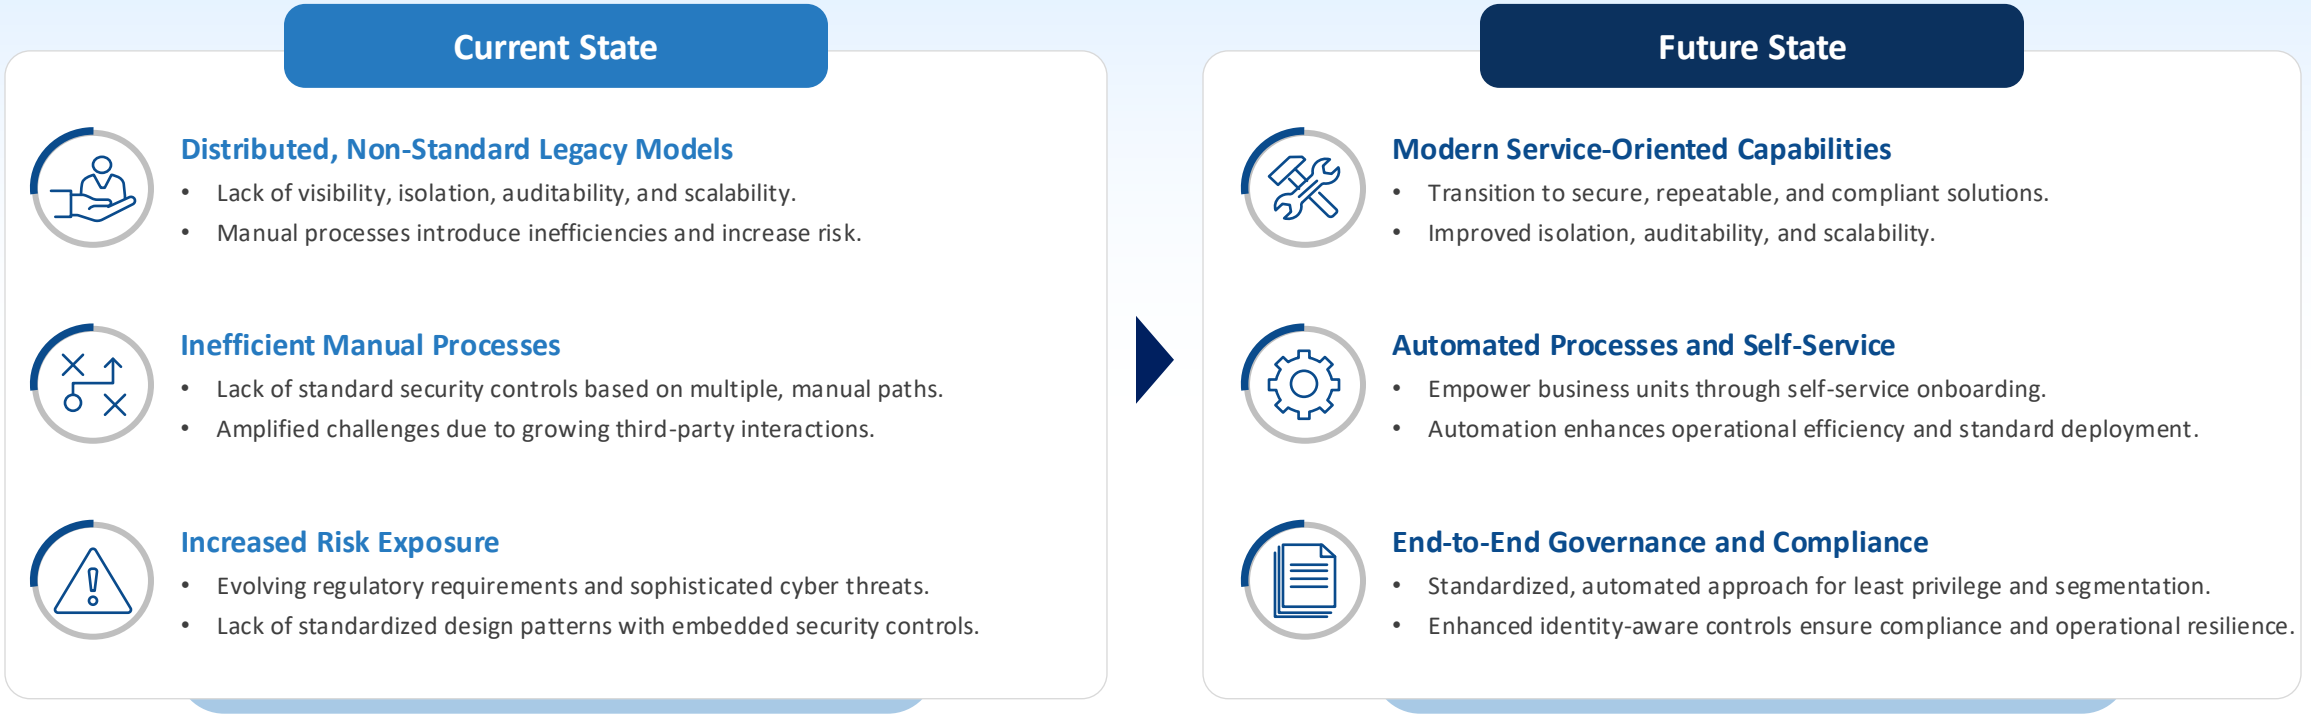 Current State
Distributed, Non-Standard Legacy Models
• Lack of visibility, isolation, auditability, and scalability.
• Manual processes introduce inefficiencies and increase risk.
Inefficient Manual Processes
• Lack of standard security controls based on multiple, manual paths.
• Amplified challenges due to growing third-party interactions.
Increased Risk Exposure
• Evolving regulatory requirements and sophisticated cyber threats.
• Lack of standardized design patterns with embedded security controls.
Future State
Modern Service-Oriented Capabilities
• Transition to secure, repeatable, and compliant solutions.
• Improved isolation, auditability, and scalability.
Automated Processes and Self-Service
• Empower business units through self-service onboarding.
• Automation enhances operational efficiency and standard deployment.
End-to-End Governance and Compliance
• Standardized, automated approach for least privilege and segmentation.
• Enhanced identity-aware controls ensure compliance and operational resilience.